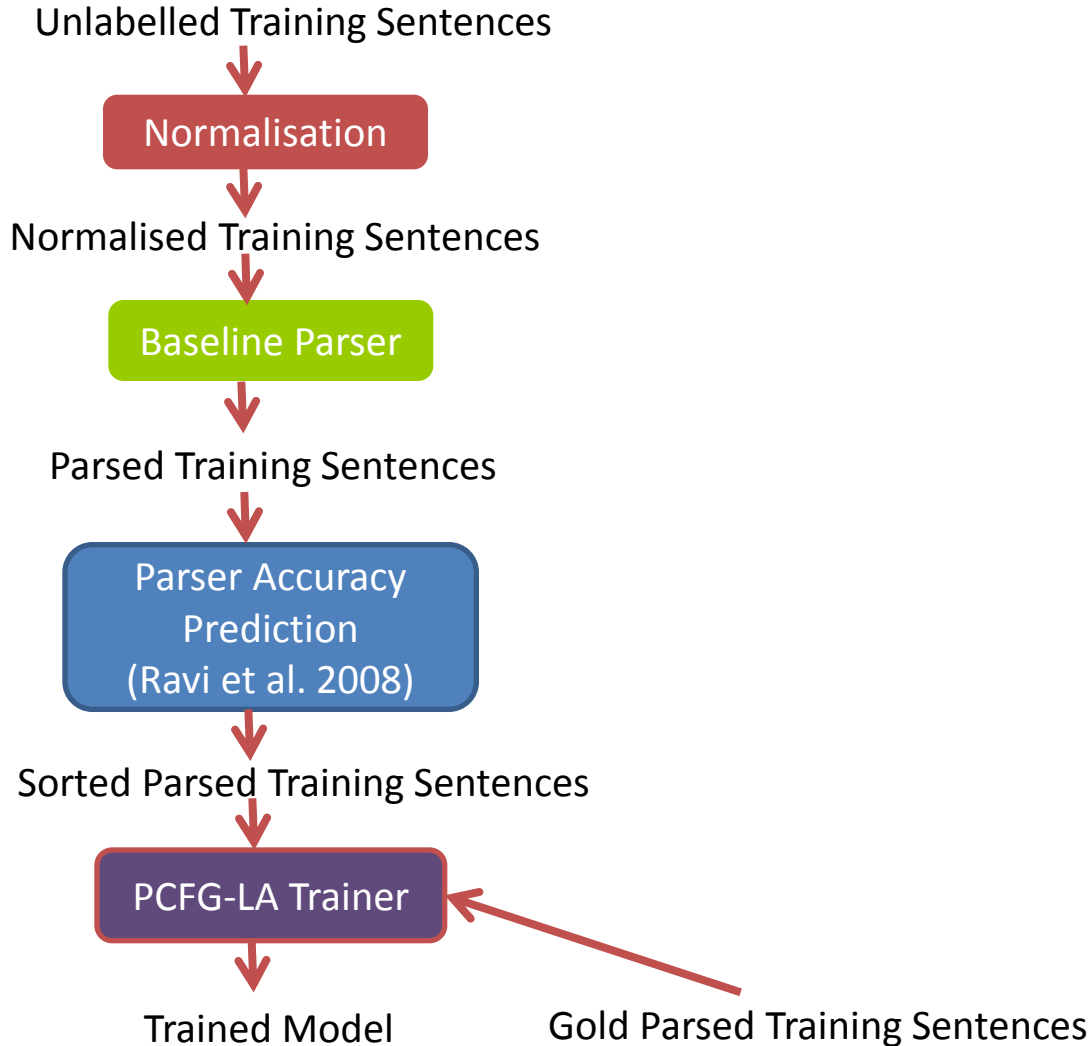 Unlabelled Training Sentences
Normalisation
Normalised Training Sentences
Baseline Parser
Parsed Training Sentences
Parser Accuracy
Prediction
(Ravi et al. 2008)
Sorted Parsed Training Sentences
PCFG-LA Trainer
Trained Model
Gold Parsed Training Sentences